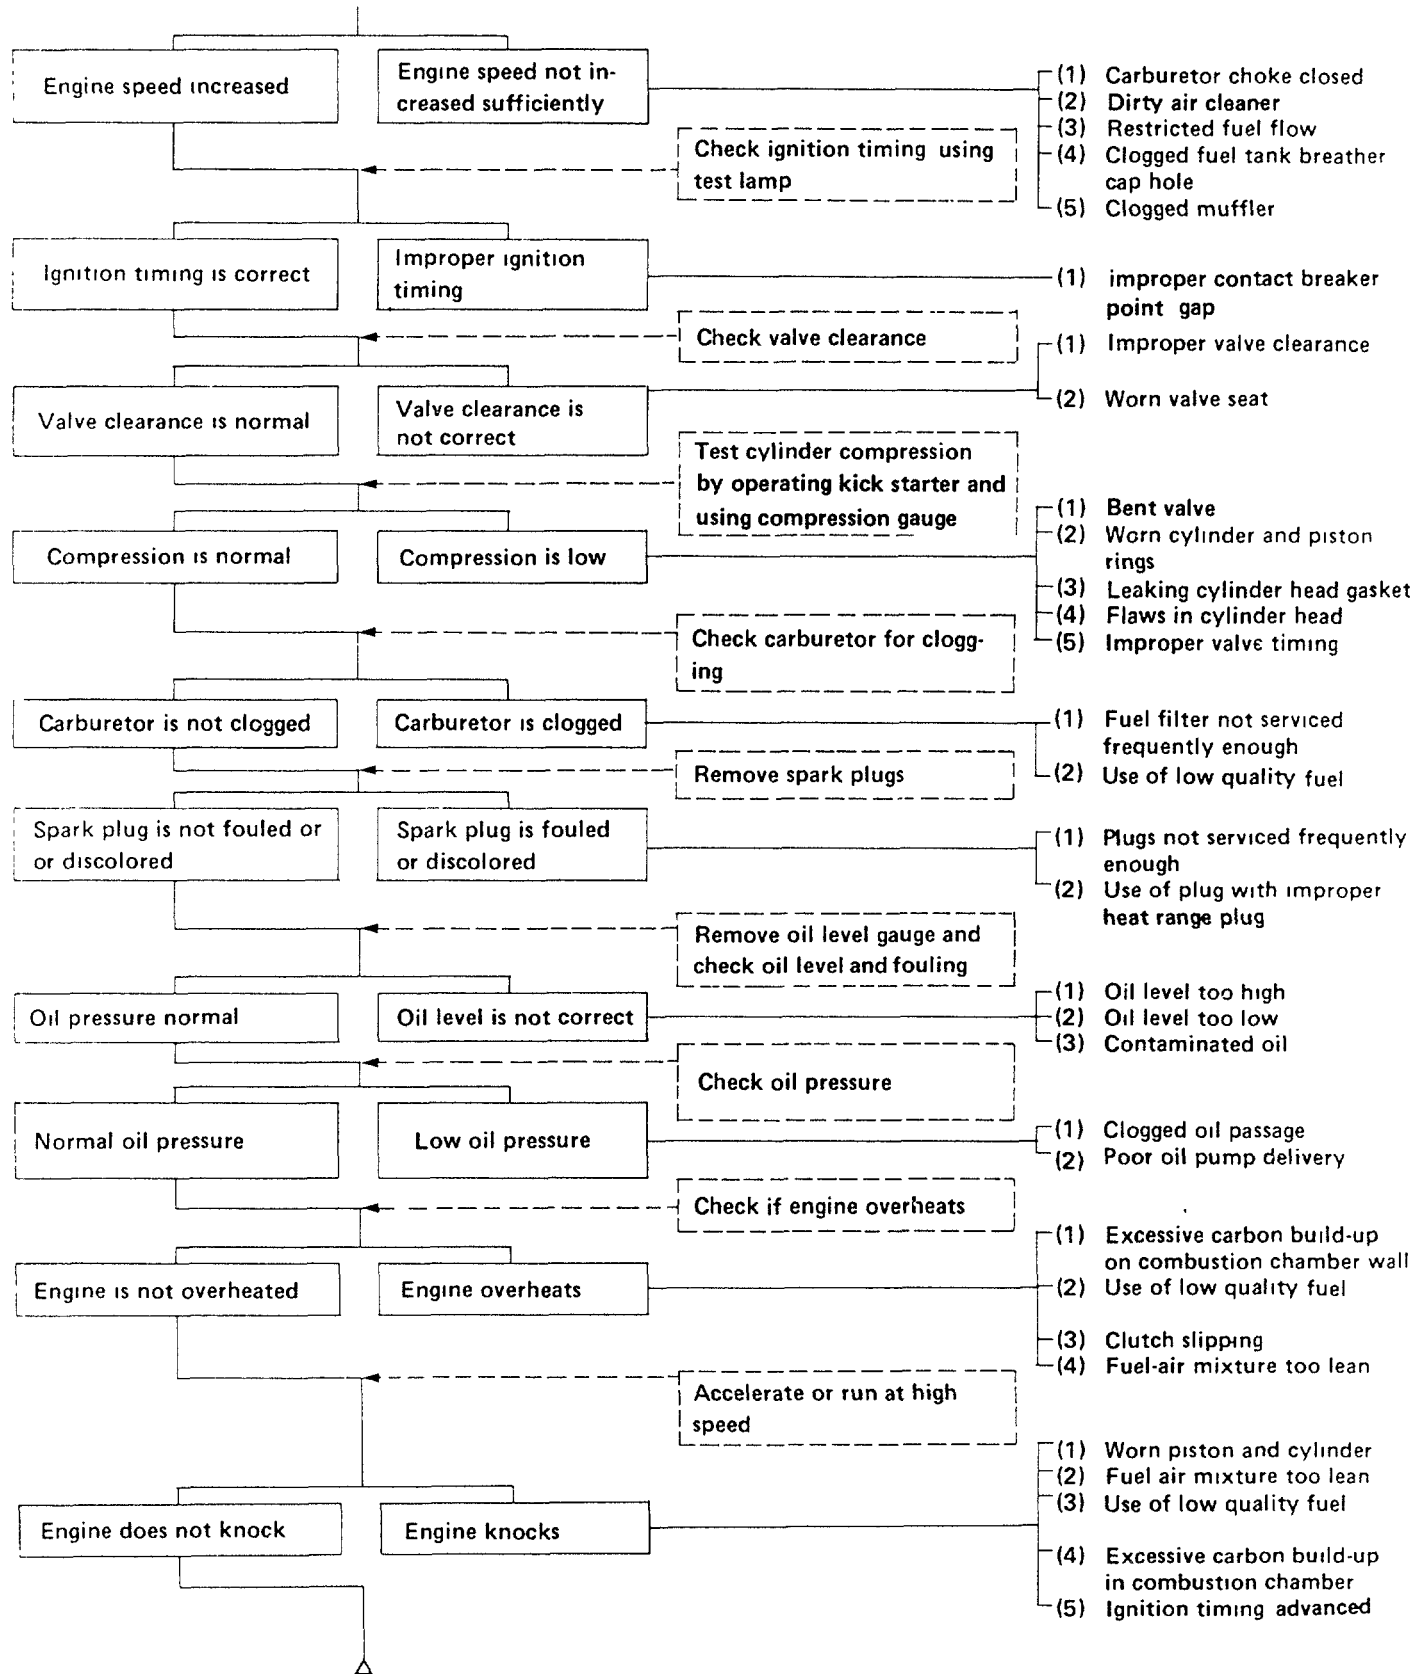 Engine speed increased
Engine speed not in-
creased sufficiently
(1) Carburetor choke closed
(2) Dirty air cleaner
(3) Restricted fuel flow
(4) Clogged fuel tank breather
cap hole
(5) Clogged muffler
Check ignition timing using
test lamp
Ignition timing is correct
Improper ignition
timing
(1) improper contact breaker
point gap
Check valve clearance
Valve clearance is normal
Valve clearance is
not correct
(1) Improper valve clearance
(2) Worn valve seat
Test cylinder compression
by operating kick starter and
using compression gauge
Compression is normal
Compression is low
(1) Bent valve
(2) Worn cylinder and piston
rings
(3) Leaking cylinder head gasket
(4) Flaws in cylinder head
(5) Improper valve timing
Check carburetor for clogg-
ing
Carburetor is not clogged
Carburetor is clogged
(1) Fuel filter not serviced
frequently enough
(2) Use of low quality fuel
Remove spark plugs
Spark plug is not fouled or
or discolored
Spark plug is fouled
or discolored
(1) Plugs not serviced frequently
enough
(2) Use of plug with improper
heat range plug
Remove oil level gauge and
check oil level and fouling
Oil pressure normal
Oil level is not correct
(1) Oil level too high
(2) Oil level too low
(3) Contaminated oil
Check oil pressure
Normal oil pressure
Low oil pressure
(1) Clogged oil passage
(2) Poor oil pump delivery
Check if engine overheats
Engine is not overheated
Engine overheats
(1) Excessive carbon build-up
on combustion chamber wall
(2) Use of low quality fuel
(3) Clutch slipping
(4) Fuel-air mixture too lean
Accelerate or run at high
speed
Engine does not knock
Engine knocks
(1) Worn piston and cylinder
(2) Fuel air mixture too lean
(3) Use of low quality fuel
(4) Excessive carbon build-up
in combustion chamber
(5) Ignition timing advanced